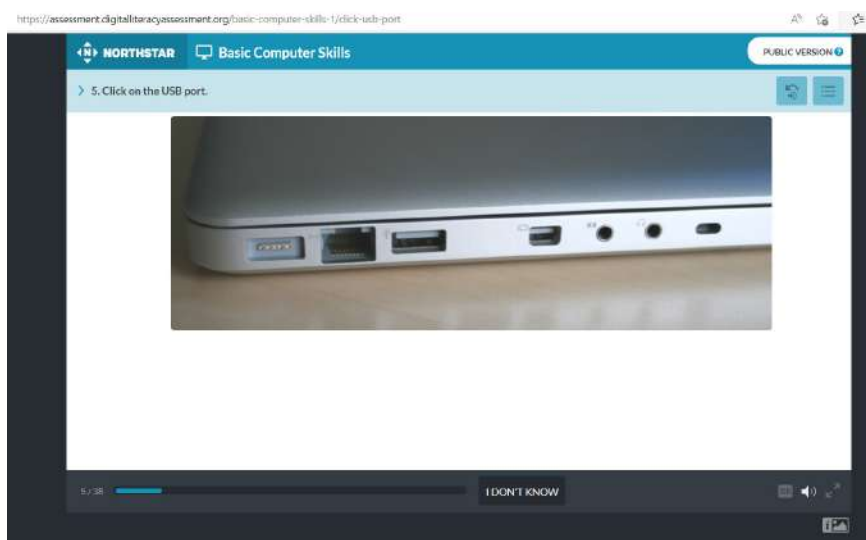 https://assessment.digitalliteracyassessment.org/basic-computer-skills-1/click-usb-port
NORTHSTAR Basic Computer Skills PUBLIC VERSION ?
5. Click on the USB port.
5 / 38 I DON'T KNOW